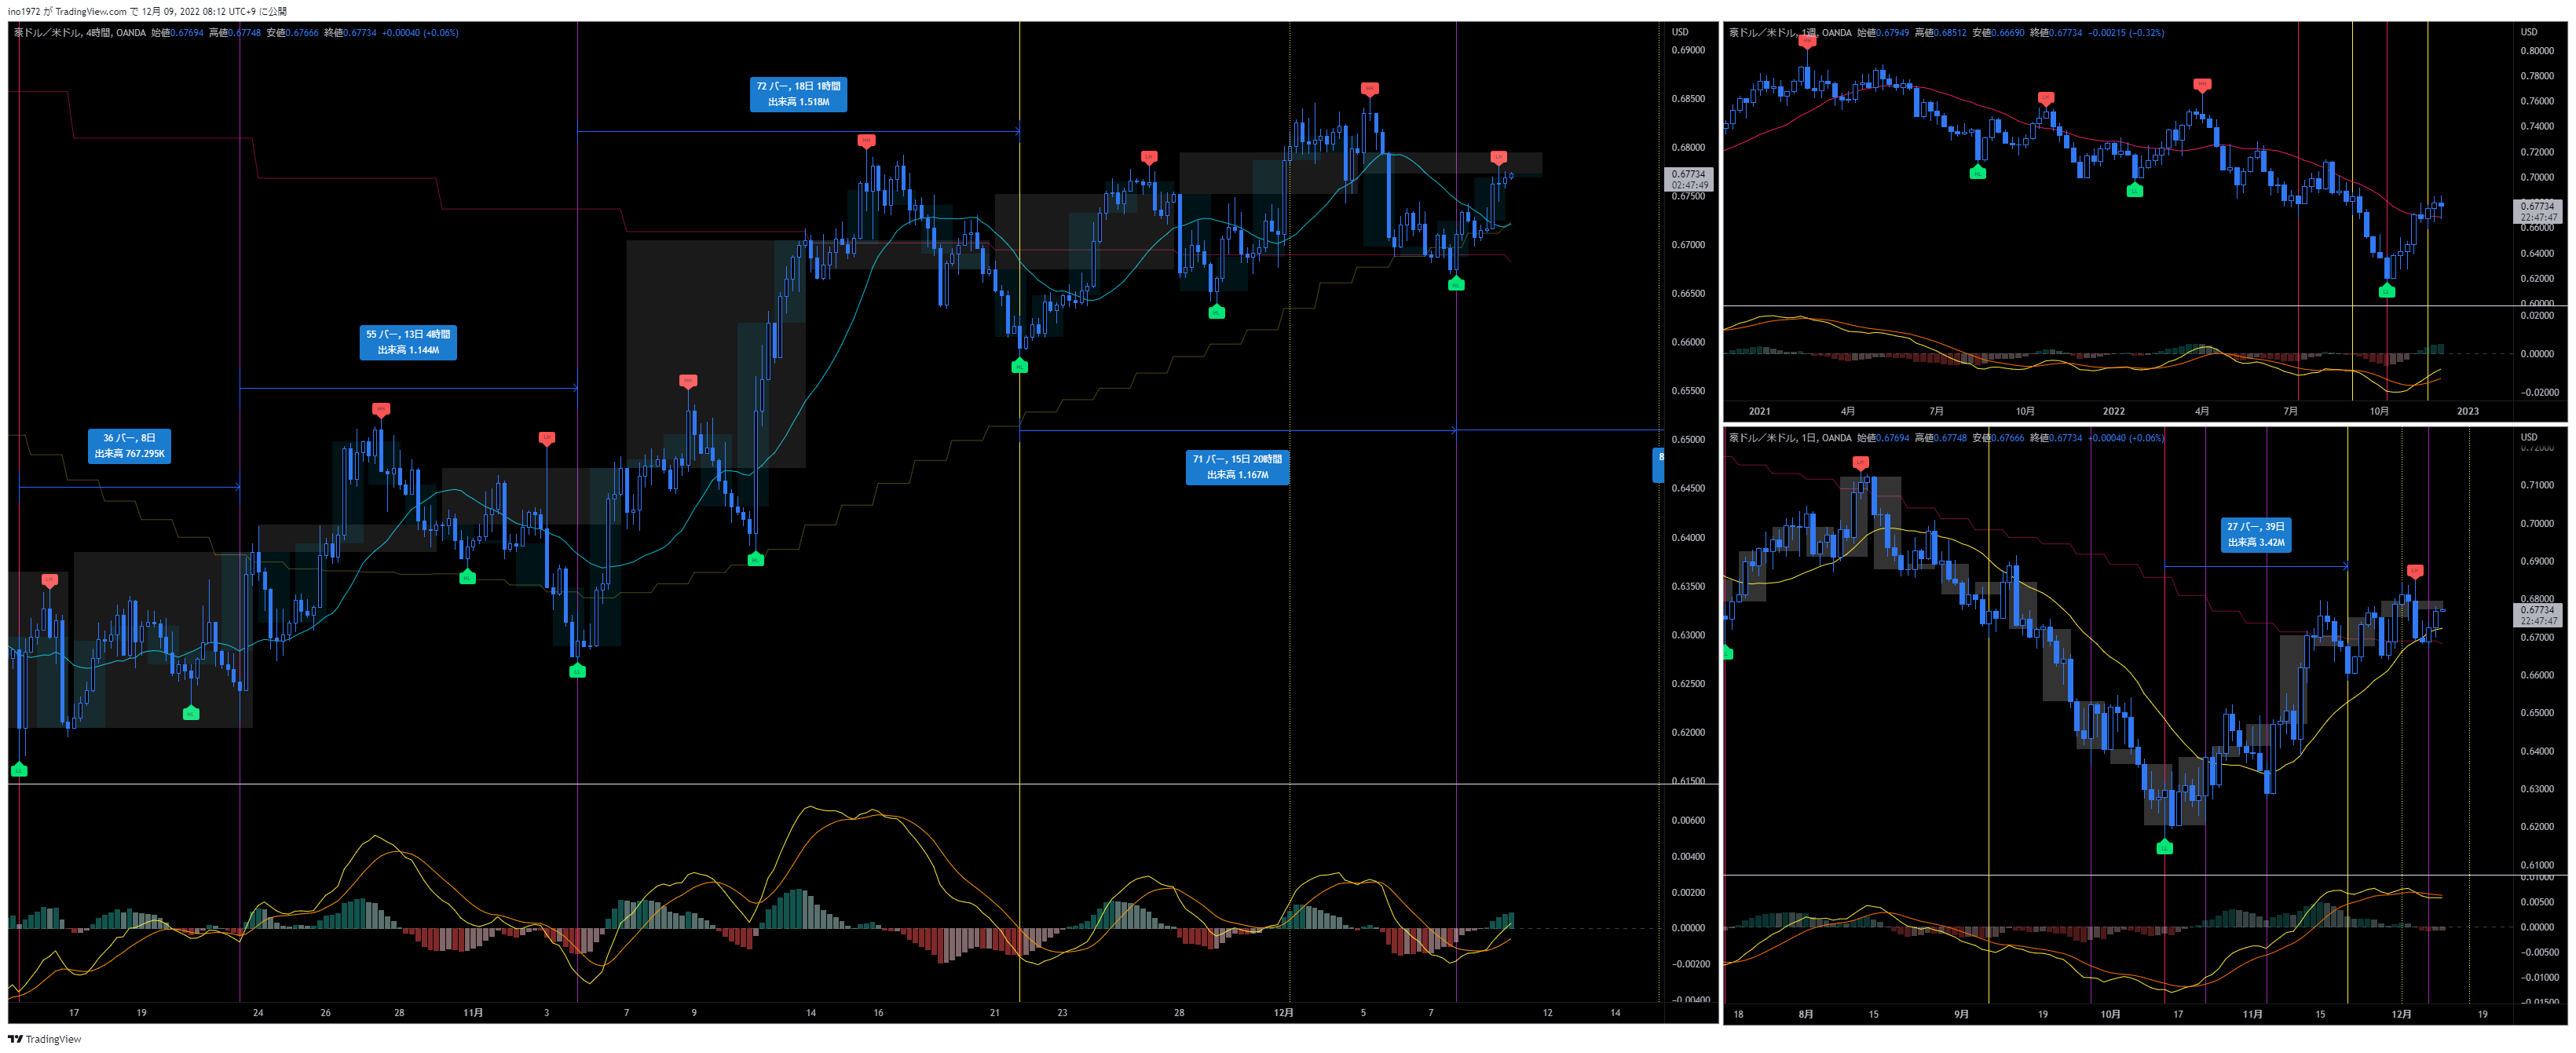 ino1972 が TradingView.com で 12月 09, 2022 08:12 UTC+9 に公開
豪ドル／米ドル, 4時間, OANDA 始値0.67694 高値0.67748 安値0.67666 終値0.67734 +0.00040 (+0.06%)
USD
0.69000
0.68500
0.68000
0.67734
02:47:49
0.67500
0.67000
0.66500
0.66000
0.65500
0.65000
0.64500
0.64000
0.63500
0.63000
0.62500
0.62000
0.61500
72 バー, 18日 1時間
出来高 1.518M
55 バー, 13日 4時間
出来高 1.144M
36 バー, 8日
出来高 767.295K
71 バー, 15日 20時間
出来高 1.167M
8
0.00600
0.00400
0.00200
0.00000
−0.00200
−0.00400
17 19 24 26 28 11月 3 7 9 14 16 21 23 28 12月 5 7 12 14
豪ドル／米ドル, 1週, OANDA 始値0.67949 高値0.68512 安値0.66690 終値0.67734 −0.00215 (−0.32%)
USD
0.80000
0.78000
0.76000
0.74000
0.72000
0.70000
0.67734
22:47:47
0.66000
0.64000
0.62000
0.60000
0.02000
0.00000
−0.02000
2021 4月 7月 10月 2022 4月 7月 10月 2023
豪ドル／米ドル, 1日, OANDA 始値0.67694 高値0.67748 安値0.67666 終値0.67734 +0.00040 (+0.06%)
USD
0.72000
0.71000
0.70000
0.69000
0.68000
0.67734
22:47:47
0.67000
0.66000
0.65000
0.64000
0.63000
0.62000
0.61000
27 バー, 39日
出来高 3.42M
0.01000
0.00500
0.00000
−0.00500
−0.01000
−0.01500
18 8月 15 9月 19 10月 17 11月 15 12月 19
TradingView